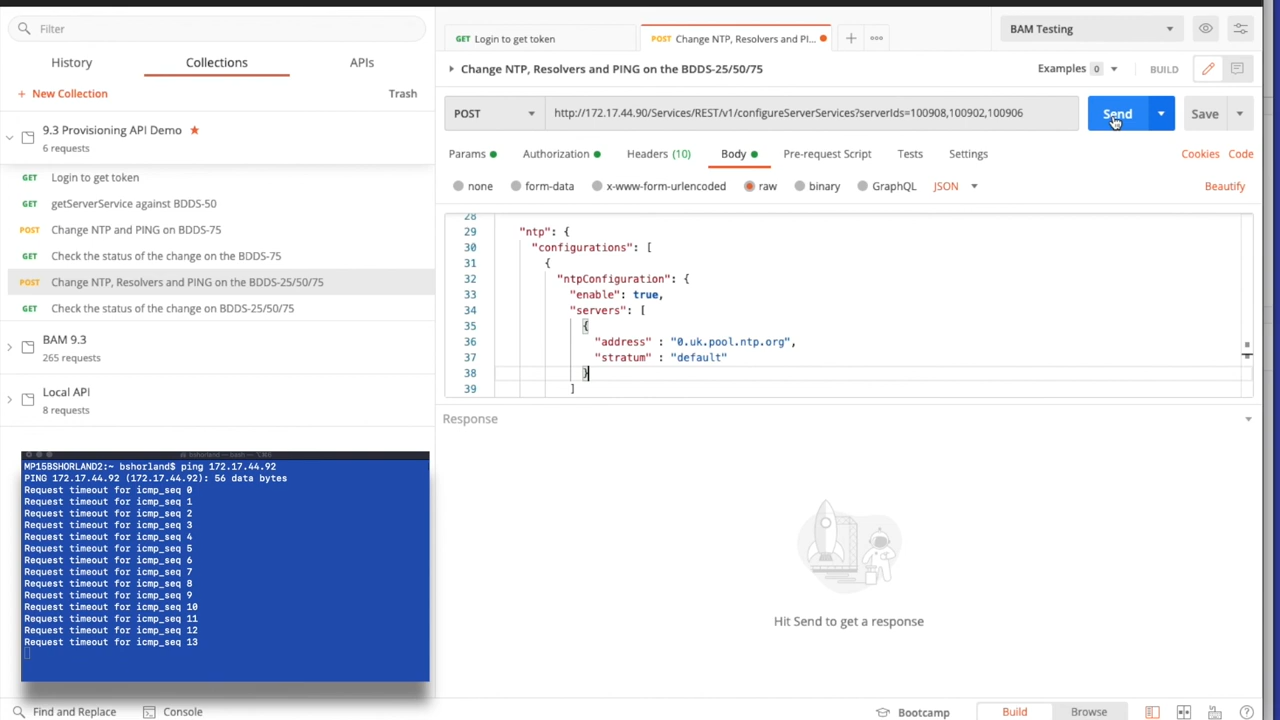 Filter
History
Collections
APIs
+ New Collection
Trash
9.3 Provisioning API Demo ★
6 requests
GET Login to get token
GET getServerService against BDDS-50
POST Change NTP and PING on BDDS-75
GET Check the status of the change on the BDDS-75
POST Change NTP, Resolvers and PING on the BDDS-25/50/75
GET Check the status of the change on BDDS-25/50/75
BAM 9.3
265 requests
Local API
8 requests
MP15BSHORLAND2:~ bshorland$ ping 172.17.44.92
PING 172.17.44.92 (172.17.44.92): 56 data bytes
Request timeout for icmp_seq 0
Request timeout for icmp_seq 1
Request timeout for icmp_seq 2
Request timeout for icmp_seq 3
Request timeout for icmp_seq 4
Request timeout for icmp_seq 5
Request timeout for icmp_seq 6
Request timeout for icmp_seq 7
Request timeout for icmp_seq 8
Request timeout for icmp_seq 9
Request timeout for icmp_seq 10
Request timeout for icmp_seq 11
Request timeout for icmp_seq 12
Request timeout for icmp_seq 13
GET Login to get token
POST Change NTP, Resolvers and PI...
BAM Testing
Change NTP, Resolvers and PING on the BDDS-25/50/75
Examples 0
BUILD
POST
http://172.17.44.90/Services/REST/v1/configureServerServices?serverIds=100908,100902,100906
Send
Save
Params
Authorization
Headers (10)
Body
Pre-request Script
Tests
Settings
Cookies
Code
none
form-data
x-www-form-urlencoded
raw
binary
GraphQL
JSON
Beautify
28
29 "ntp": {
30 "configurations": [
31 {
32 "ntpConfiguration": {
33 "enable": true,
34 "servers": [
35 {
36 "address" : "0.uk.pool.ntp.org",
37 "stratum" : "default"
38 }
39 ]
Response
Hit Send to get a response
Find and Replace
Console
Bootcamp
Build
Browse